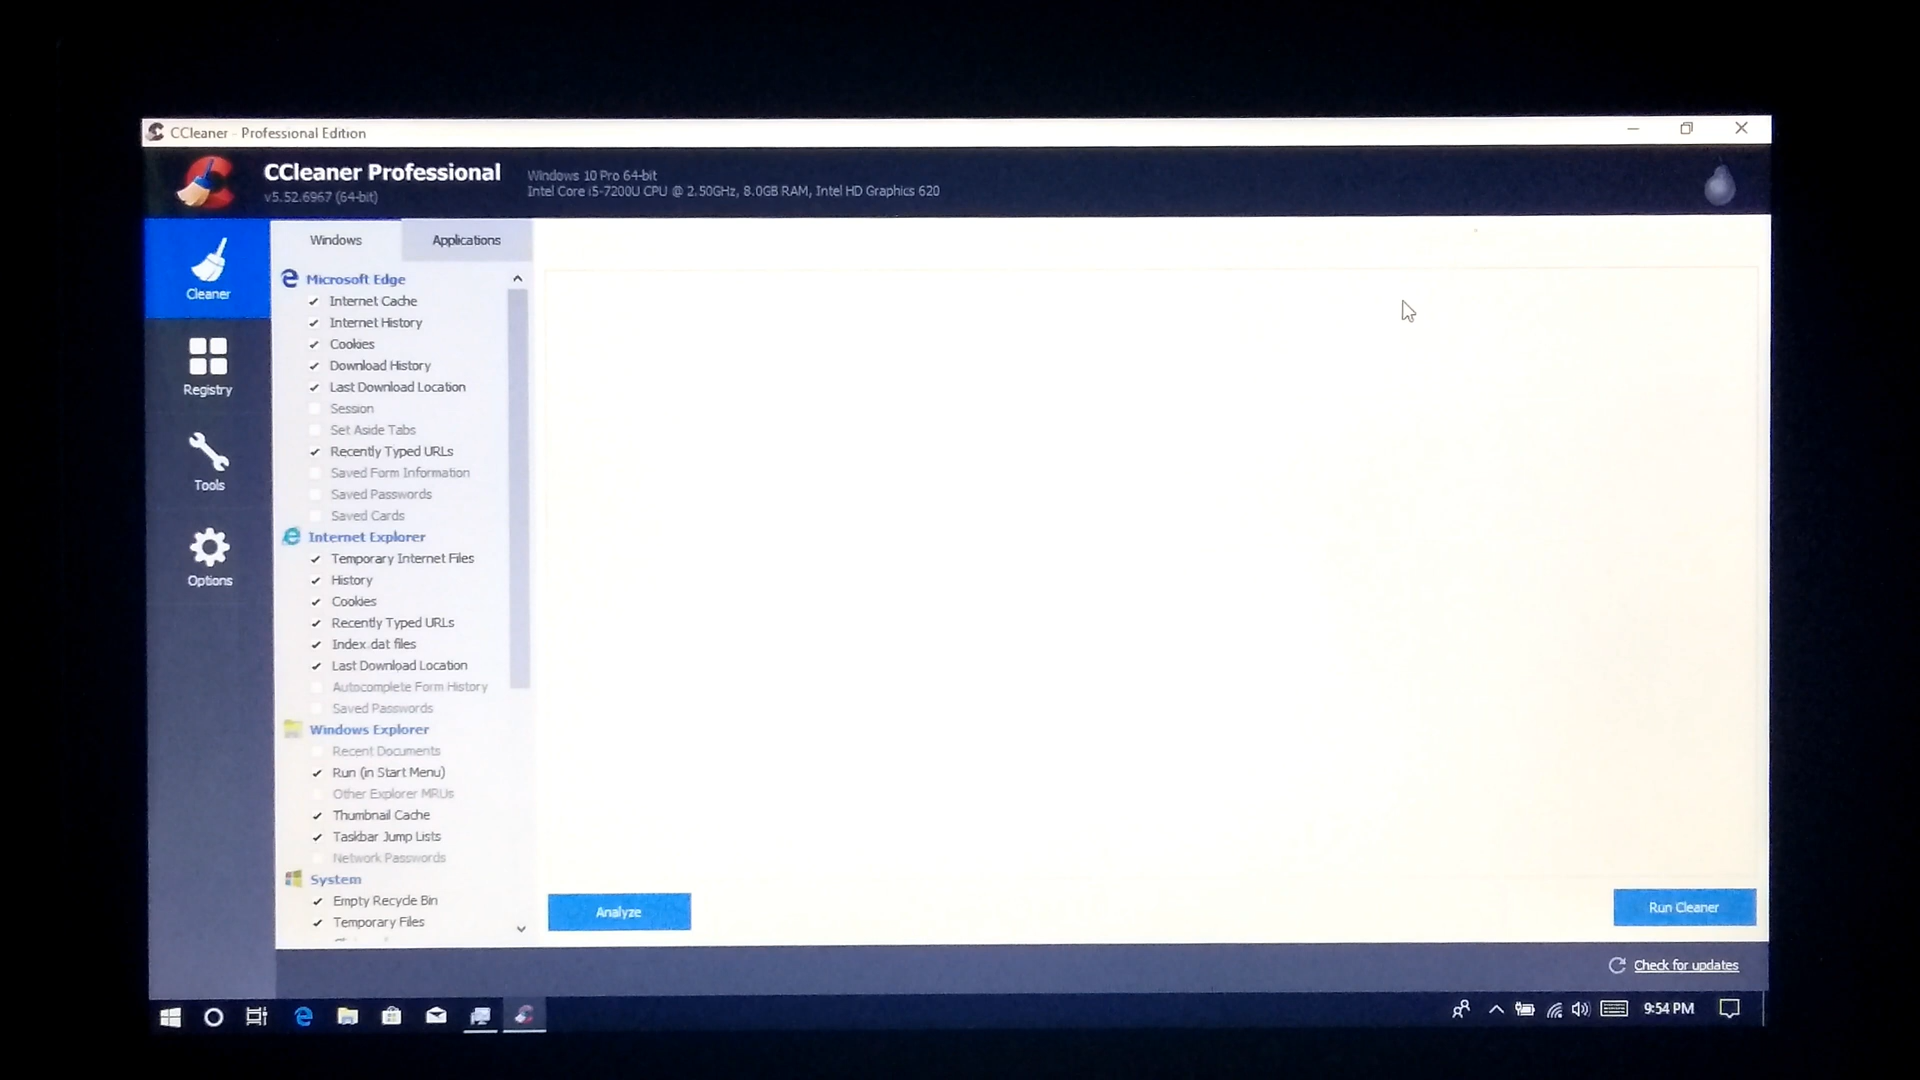 CCleaner - Professional Edition
CCleaner Professional
v5.52.6967 (64-bit)
Windows 10 Pro 64-bit
Intel Core i5-7200U CPU @ 2.50GHz, 8.0GB RAM, Intel HD Graphics 620
Cleaner
Registry
Tools
Options
Windows
Applications
Microsoft Edge
Internet Cache
Internet History
Cookies
Download History
Last Download Location
Session
Set Aside Tabs
Recently Typed URLs
Saved Form Information
Saved Passwords
Saved Cards
Internet Explorer
Temporary Internet Files
History
Cookies
Recently Typed URLs
Index.dat files
Last Download Location
Autocomplete Form History
Saved Passwords
Windows Explorer
Recent Documents
Run (in Start Menu)
Other Explorer MRUs
Thumbnail Cache
Taskbar Jump Lists
Network Passwords
System
Empty Recycle Bin
Temporary Files
Analyze
Run Cleaner
Check for updates
9:54 PM